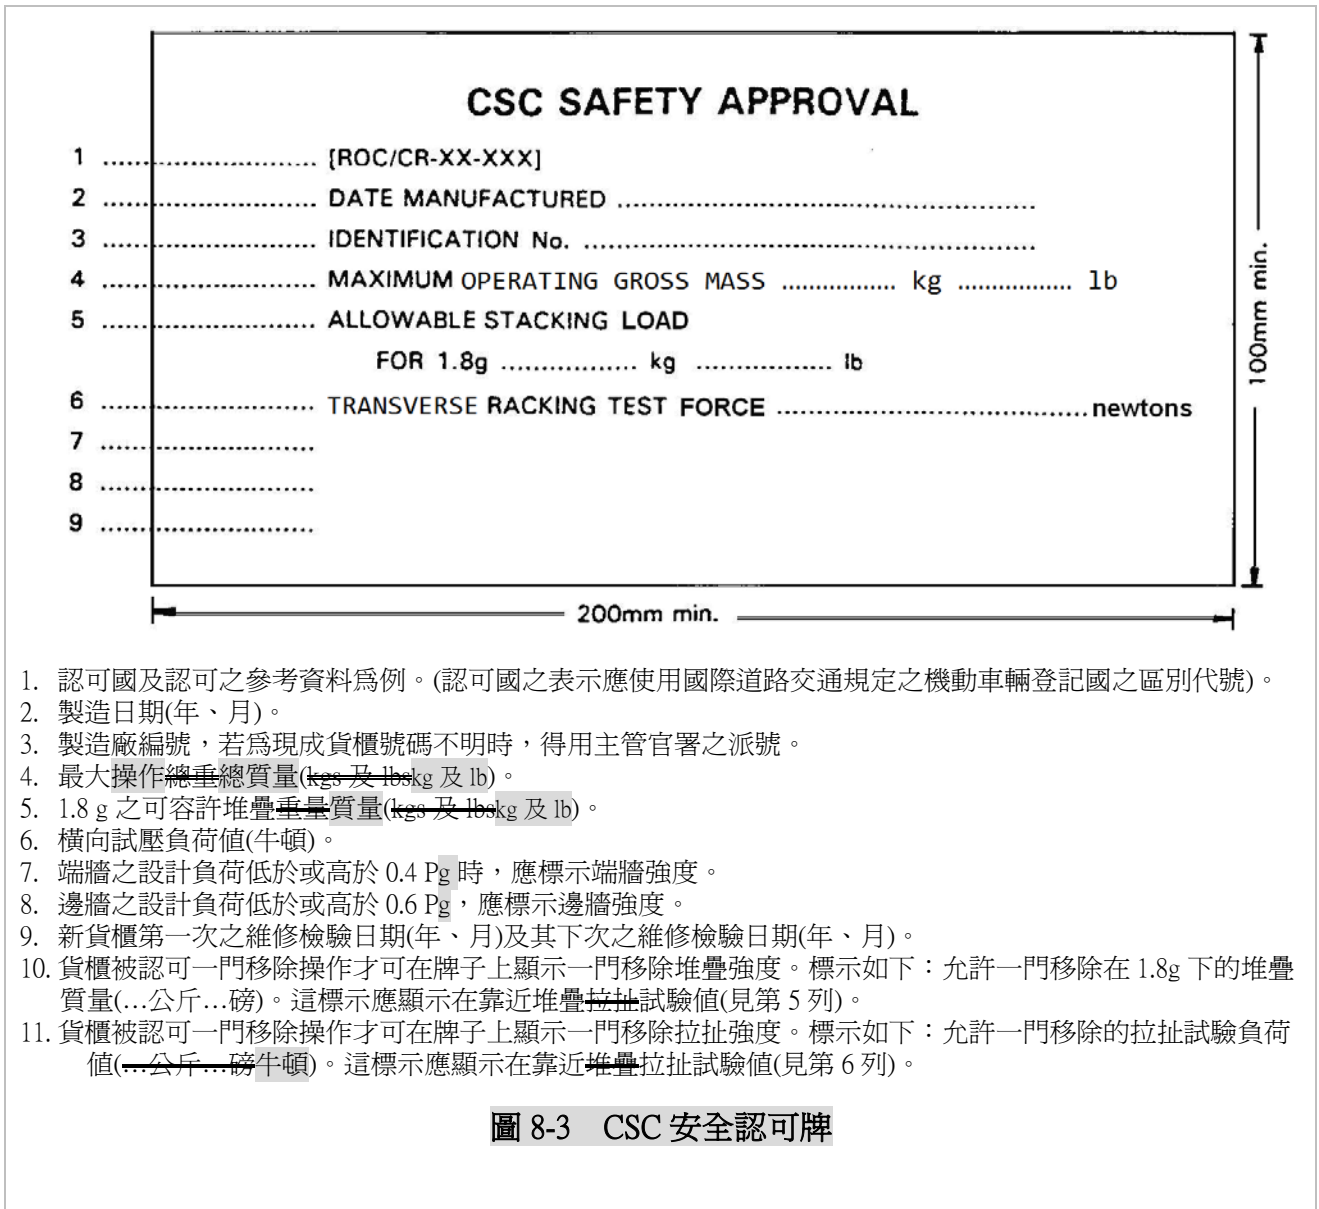 CSC SAFETY APPROVAL
1 .......................... [ROC/CR-XX-XXX]
2 .......................... DATE MANUFACTURED ..................................................
3 .......................... IDENTIFICATION No. ......................................................
4 .......................... MAXIMUM OPERATING GROSS MASS ................. kg ................. lb
5 .......................... ALLOWABLE STACKING LOAD
FOR 1.8g ................. kg ................. lb
6 .......................... TRANSVERSE RACKING TEST FORCE ..................................... newtons
7 ..........................
8 ..........................
9 ..........................
100mm min.
200mm min.
1. 認可國及認可之參考資料為例。(認可國之表示應使用國際道路交通規定之機動車輛登記國之區別代號)。
2. 製造日期(年、月)。
3. 製造廠編號，若為現成貨櫃號碼不明時，得用主管官署之派號。
4. 最大操作總重總質量(kgs 及 lbskg 及 lb)。
5. 1.8 g 之可容許堆疊重量質量(kgs 及 lbskg 及 lb)。
6. 橫向試壓負荷值(牛頓)。
7. 端牆之設計負荷低於或高於 0.4 Pg 時，應標示端牆強度。
8. 邊牆之設計負荷低於或高於 0.6 Pg，應標示邊牆強度。
9. 新貨櫃第一次之維修檢驗日期(年、月)及其下次之維修檢驗日期(年、月)。
10. 貨櫃被認可一門移除操作才可在牌子上顯示一門移除堆疊強度。標示如下：允許一門移除在 1.8g 下的堆疊
質量(…公斤…磅)。這標示應顯示在靠近堆疊拉扯試驗值(見第 5 列)。
11. 貨櫃被認可一門移除操作才可在牌子上顯示一門移除拉扯強度。標示如下：允許一門移除的拉扯試驗負荷
值(…公斤…磅牛頓)。這標示應顯示在靠近堆疊拉扯試驗值(見第 6 列)。
圖 8-3 CSC 安全認可牌